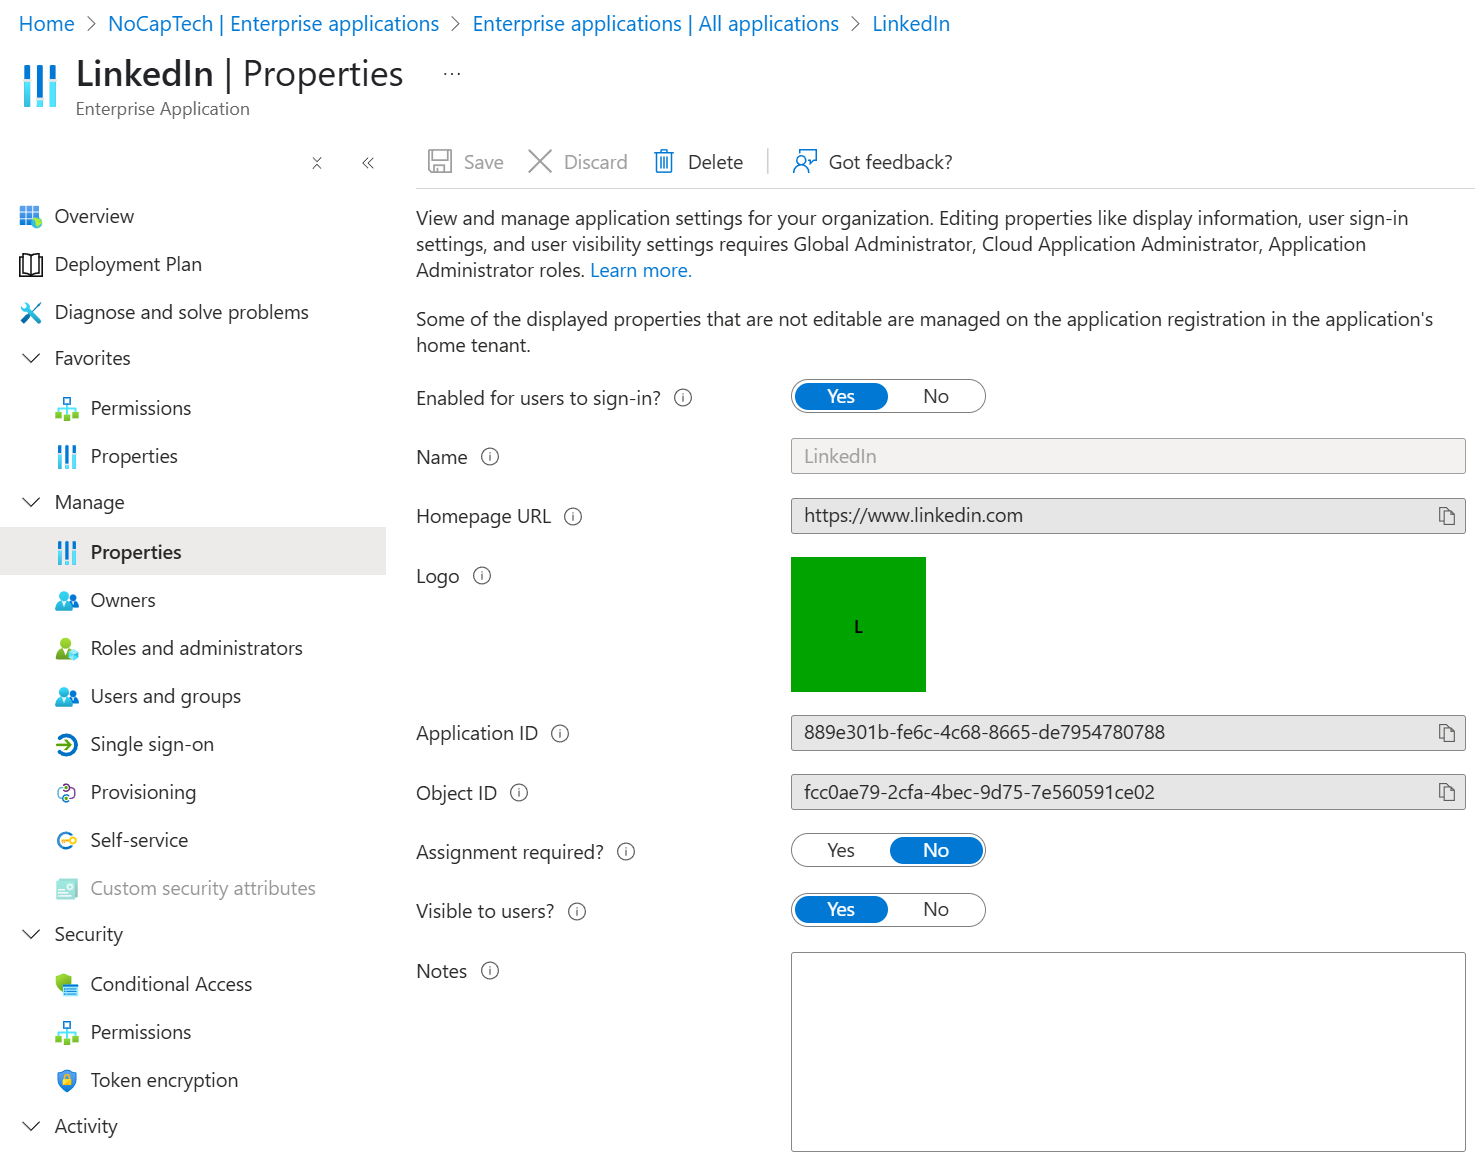 Home > NoCapTech | Enterprise applications > Enterprise applications | All applications > LinkedIn
LinkedIn | Properties ...
Enterprise Application
Save Discard Delete Got feedback?
Overview
Deployment Plan
Diagnose and solve problems
Favorites
Permissions
Properties
Manage
Properties
Owners
Roles and administrators
Users and groups
Single sign-on
Provisioning
Self-service
Custom security attributes
Security
Conditional Access
Permissions
Token encryption
Activity
View and manage application settings for your organization. Editing properties like display information, user sign-in
settings, and user visibility settings requires Global Administrator, Cloud Application Administrator, Application
Administrator roles. Learn more.
Some of the displayed properties that are not editable are managed on the application registration in the application's
home tenant.
Enabled for users to sign-in? Yes No
Name LinkedIn
Homepage URL https://www.linkedin.com
Logo
L
Application ID 889e301b-fe6c-4c68-8665-de7954780788
Object ID fcc0ae79-2cfa-4bec-9d75-7e560591ce02
Assignment required? Yes No
Visible to users? Yes No
Notes